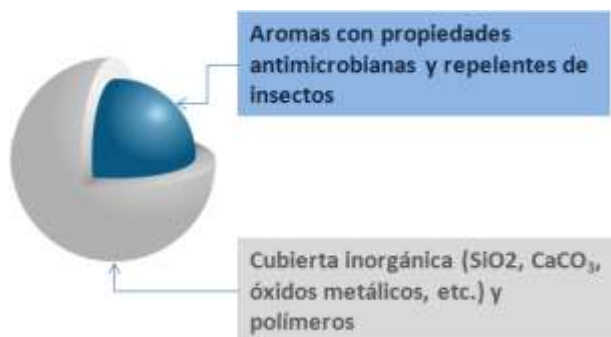 Aromas con propiedades
antimicrobianas y repelentes de
insectos
Cubierta inorgánica (SiO2, CaCO₃,
óxidos metálicos, etc.) y
polímeros